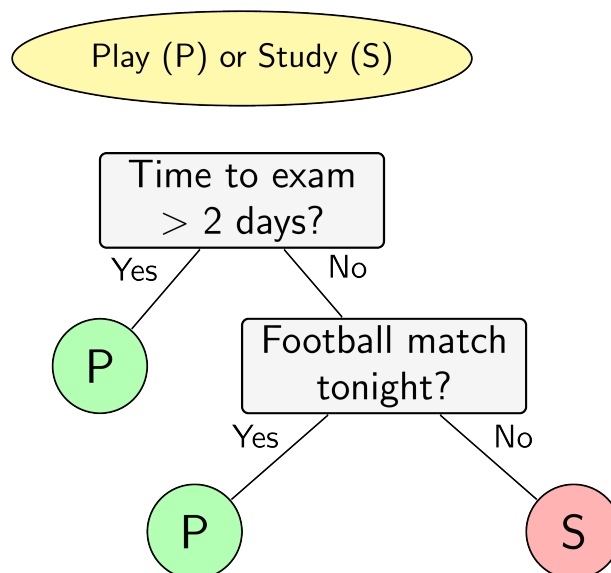 Play (P) or Study (S)
Time to exam
> 2 days?
Yes
No
P
Football match
tonight?
Yes
No
P
S